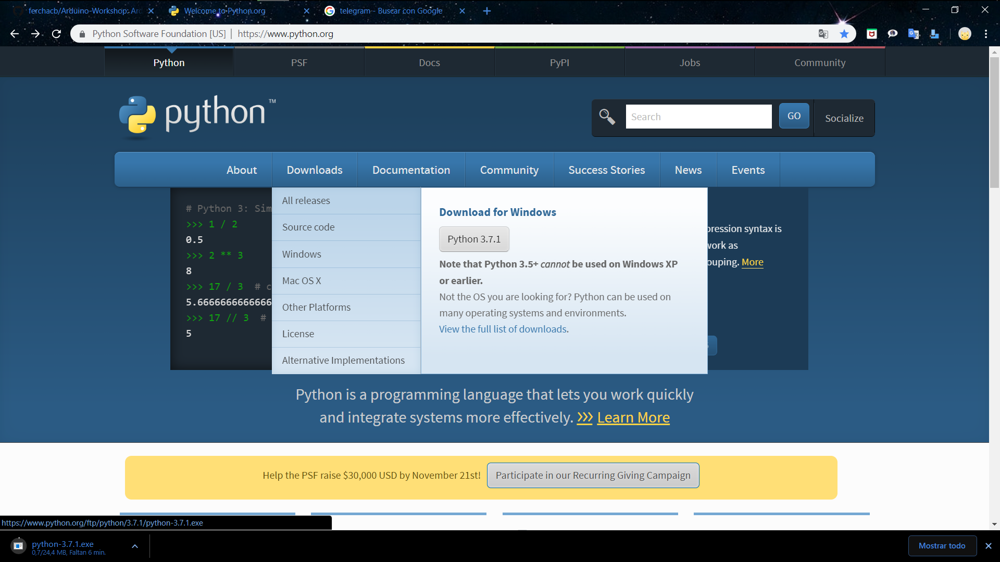 ferchacb/Arduino-Workshop: Ard
Welcome to Python.org
telegram - Buscar con Google
Python Software Foundation [US] | https://www.python.org
Python
PSF
Docs
PyPI
Jobs
Community
python™
Search
GO
Socialize
About
Downloads
Documentation
Community
Success Stories
News
Events
# Python 3: Sim
>>> 1 / 2
0.5
>>> 2 ** 3
8
>>> 17 / 3 # c
5.6666666666666
>>> 17 // 3 #
5
All releases
Source code
Windows
Mac OS X
Other Platforms
License
Alternative Implementations
Download for Windows
Python 3.7.1
Note that Python 3.5+ cannot be used on Windows XP
or earlier.
Not the OS you are looking for? Python can be used on
many operating systems and environments.
View the full list of downloads.
pression syntax is
work as
ouping. More
Python is a programming language that lets you work quickly
and integrate systems more effectively. >>> Learn More
Help the PSF raise $30,000 USD by November 21st!
Participate in our Recurring Giving Campaign
https://www.python.org/ftp/python/3.7.1/python-3.7.1.exe
python-3.7.1.exe
0,7/24,4 MB, Faltan 6 min.
Mostrar todo